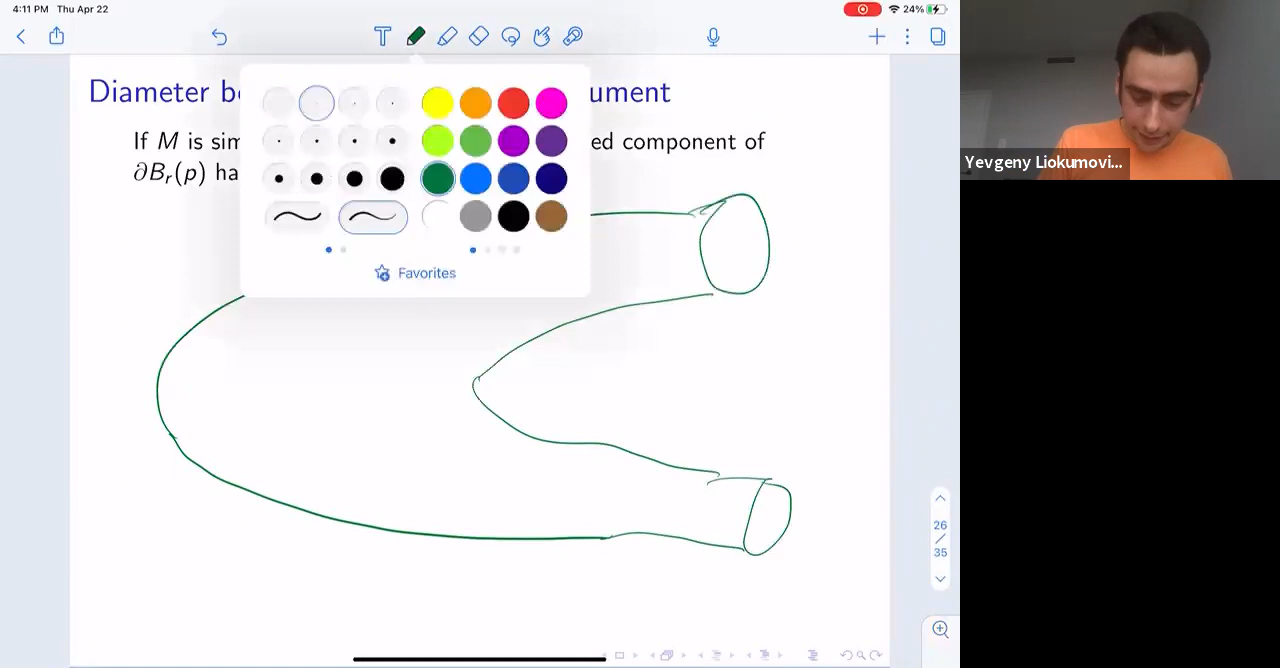 4:11 PM Thu Apr 22
24%
T
Diameter b ument
If M is sim ed component of
∂Bᵣ(p) ha
Favorites
Yevgeny Liokumovi...
26
35